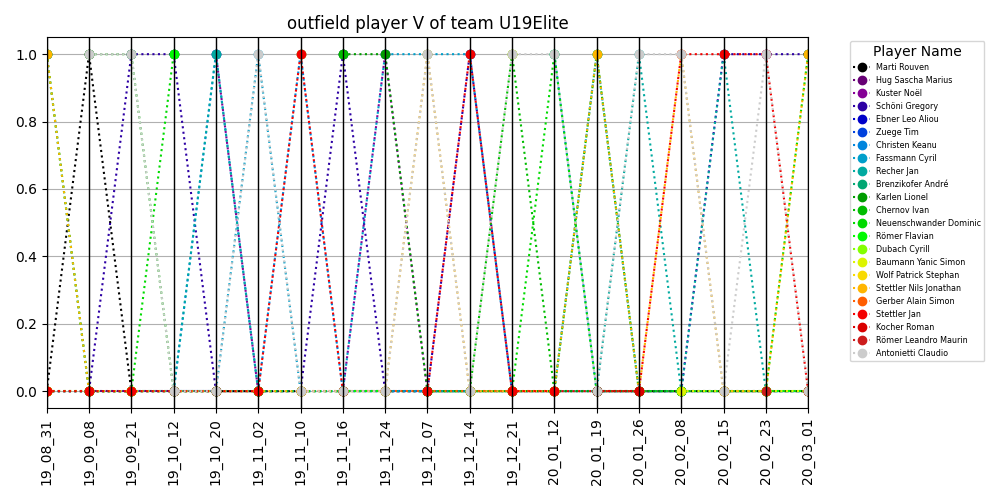 outfield player V of team U19Elite
1.0
0.8
0.6
0.4
0.2
0.0
19_08_31
19_09_08
19_09_21
19_10_12
19_10_20
19_11_02
19_11_10
19_11_16
19_11_24
19_12_07
19_12_14
19_12_21
20_01_12
20_01_19
20_01_26
20_02_08
20_02_15
20_02_23
20_03_01
Player Name
Marti Rouven
Hug Sascha Marius
Kuster Noël
Schöni Gregory
Ebner Leo Aliou
Zuege Tim
Christen Keanu
Fassmann Cyril
Recher Jan
Brenzikofer André
Karlen Lionel
Chernov Ivan
Neuenschwander Dominic
Römer Flavian
Dubach Cyrill
Baumann Yanic Simon
Wolf Patrick Stephan
Stettler Nils Jonathan
Gerber Alain Simon
Stettler Jan
Kocher Roman
Römer Leandro Maurin
Antonietti Claudio